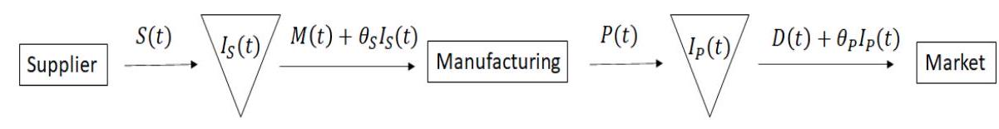 Supplier
S(t)
I_S(t)
M(t) + θ_S I_S(t)
Manufacturing
P(t)
I_P(t)
D(t) + θ_P I_P(t)
Market